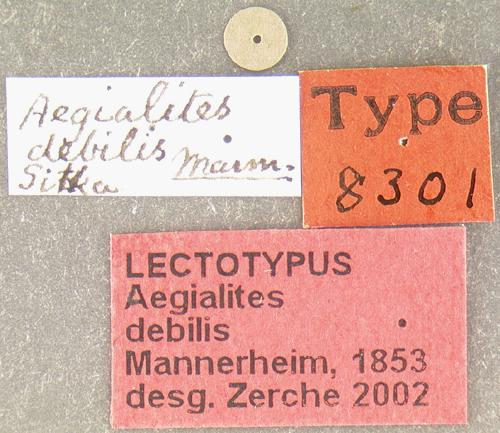 Aegialites
debilis Mann.
Sitka
Type
8301
LECTOTYPUS
Aegialites
debilis
Mannerheim, 1853
desg. Zerche 2002